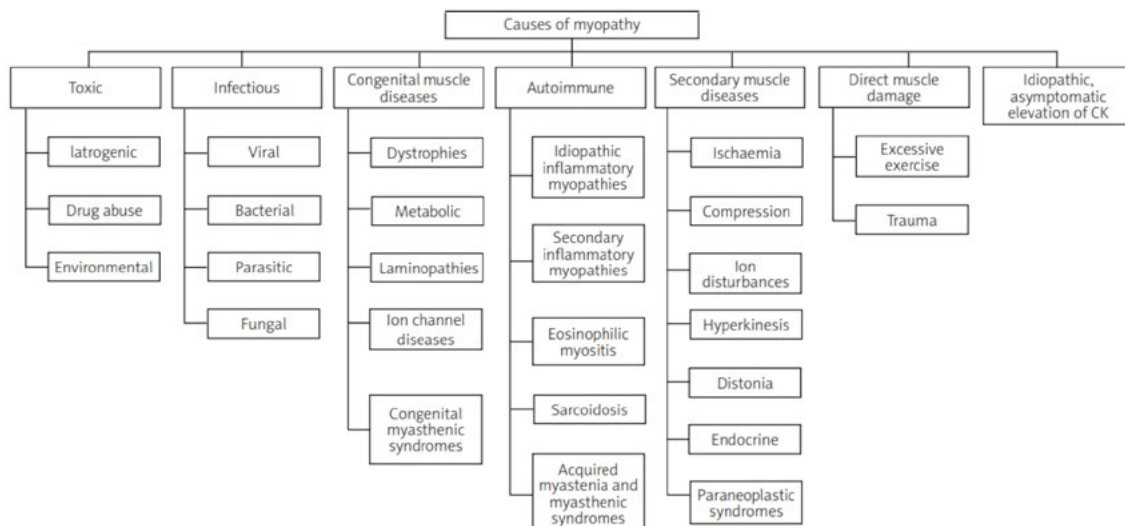 Causes of myopathy
Toxic
Iatrogenic
Drug abuse
Environmental
Infectious
Viral
Bacterial
Parasitic
Fungal
Congenital muscle
diseases
Dystrophies
Metabolic
Laminopathies
Ion channel
diseases
Congenital
myasthenic
syndromes
Autoimmune
Idiopathic
inflammatory
myopathies
Secondary
inflammatory
myopathies
Eosinophilic
myositis
Sarcoidosis
Acquired
myastenia and
myasthenic
syndromes
Secondary muscle
diseases
Ischaemia
Compression
Ion
disturbances
Hyperkinesis
Distonia
Endocrine
Paraneoplastic
syndromes
Direct muscle
damage
Excessive
exercise
Trauma
Idiopathic,
asymptomatic
elevation of CK